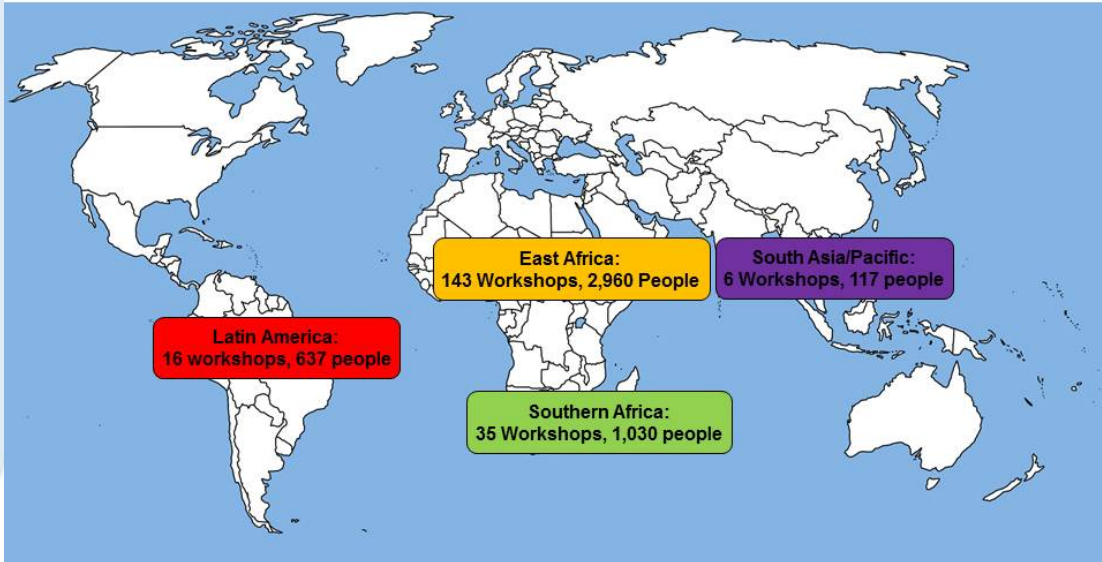 East Africa:
143 Workshops, 2,960 People
South Asia/Pacific:
6 Workshops, 117 people
Latin America:
16 workshops, 637 people
Southern Africa:
35 Workshops, 1,030 people